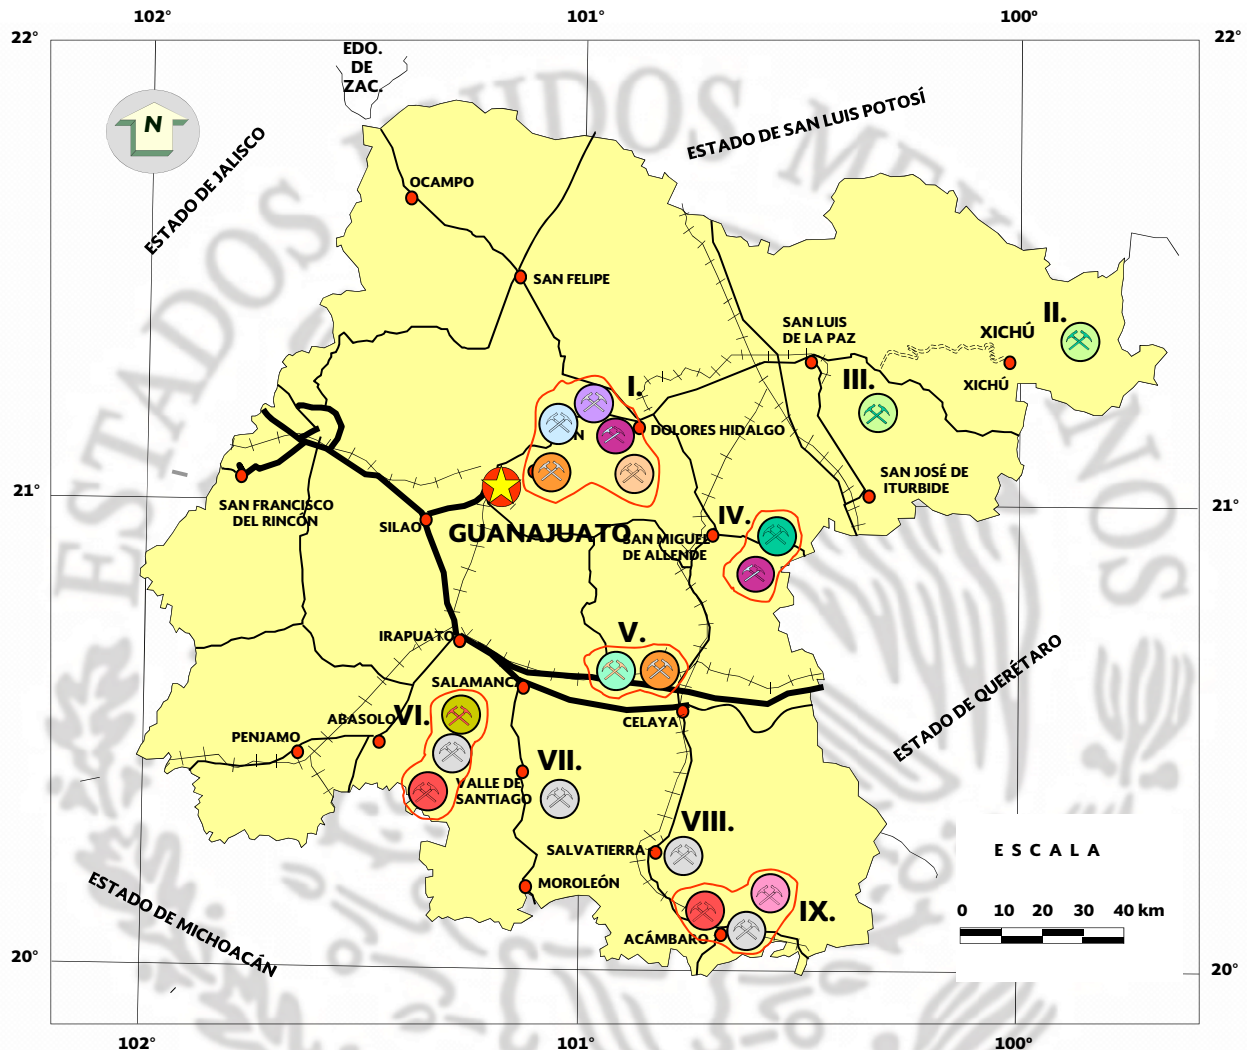 102°
101°
100°
22°
22°
EDO.
DE
ZAC.
N
ESTADO DE JALISCO
ESTADO DE SAN LUIS POTOSÍ
ESTADOS UNIDOS MEXICANOS
OCAMPO
SAN FELIPE
SAN LUIS
DE LA PAZ
XICHÚ
II.
XICHÚ
I.
III.
DOLORES HIDALGO
N
SAN JOSÉ DE
ITURBIDE
21°
21°
SAN FRANCISCO
DEL RINCÓN
SILAO
GUANAJUATO
SAN MIGUEL
DE ALLENDE
IV.
IRAPUATO
V.
SALAMANCA
ABASOLO
VI.
CELAYA
PENJAMO
VII.
VALLE DE
SANTIAGO
ESTADO DE QUERÉTARO
VIII.
SALVATIERRA
MOROLEÓN
IX.
ACÁMBARO
ESTADO DE MICHOACÁN
ESCALA
0 10 20 30 40 km
20°
20°
102°
101°
100°